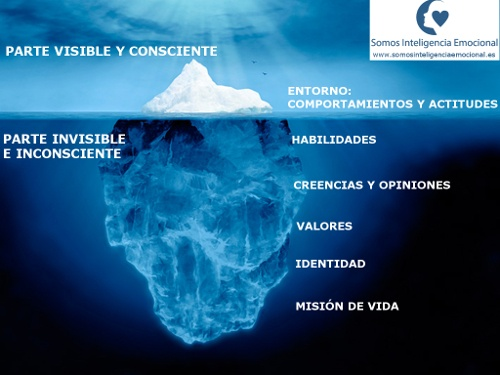 Somos Inteligencia Emocional
www.somosinteligenciaemocional.es
PARTE VISIBLE Y CONSCIENTE
ENTORNO:
COMPORTAMIENTOS Y ACTITUDES
PARTE INVISIBLE
E INCONSCIENTE
HABILIDADES
CREENCIAS Y OPINIONES
VALORES
IDENTIDAD
MISIÓN DE VIDA